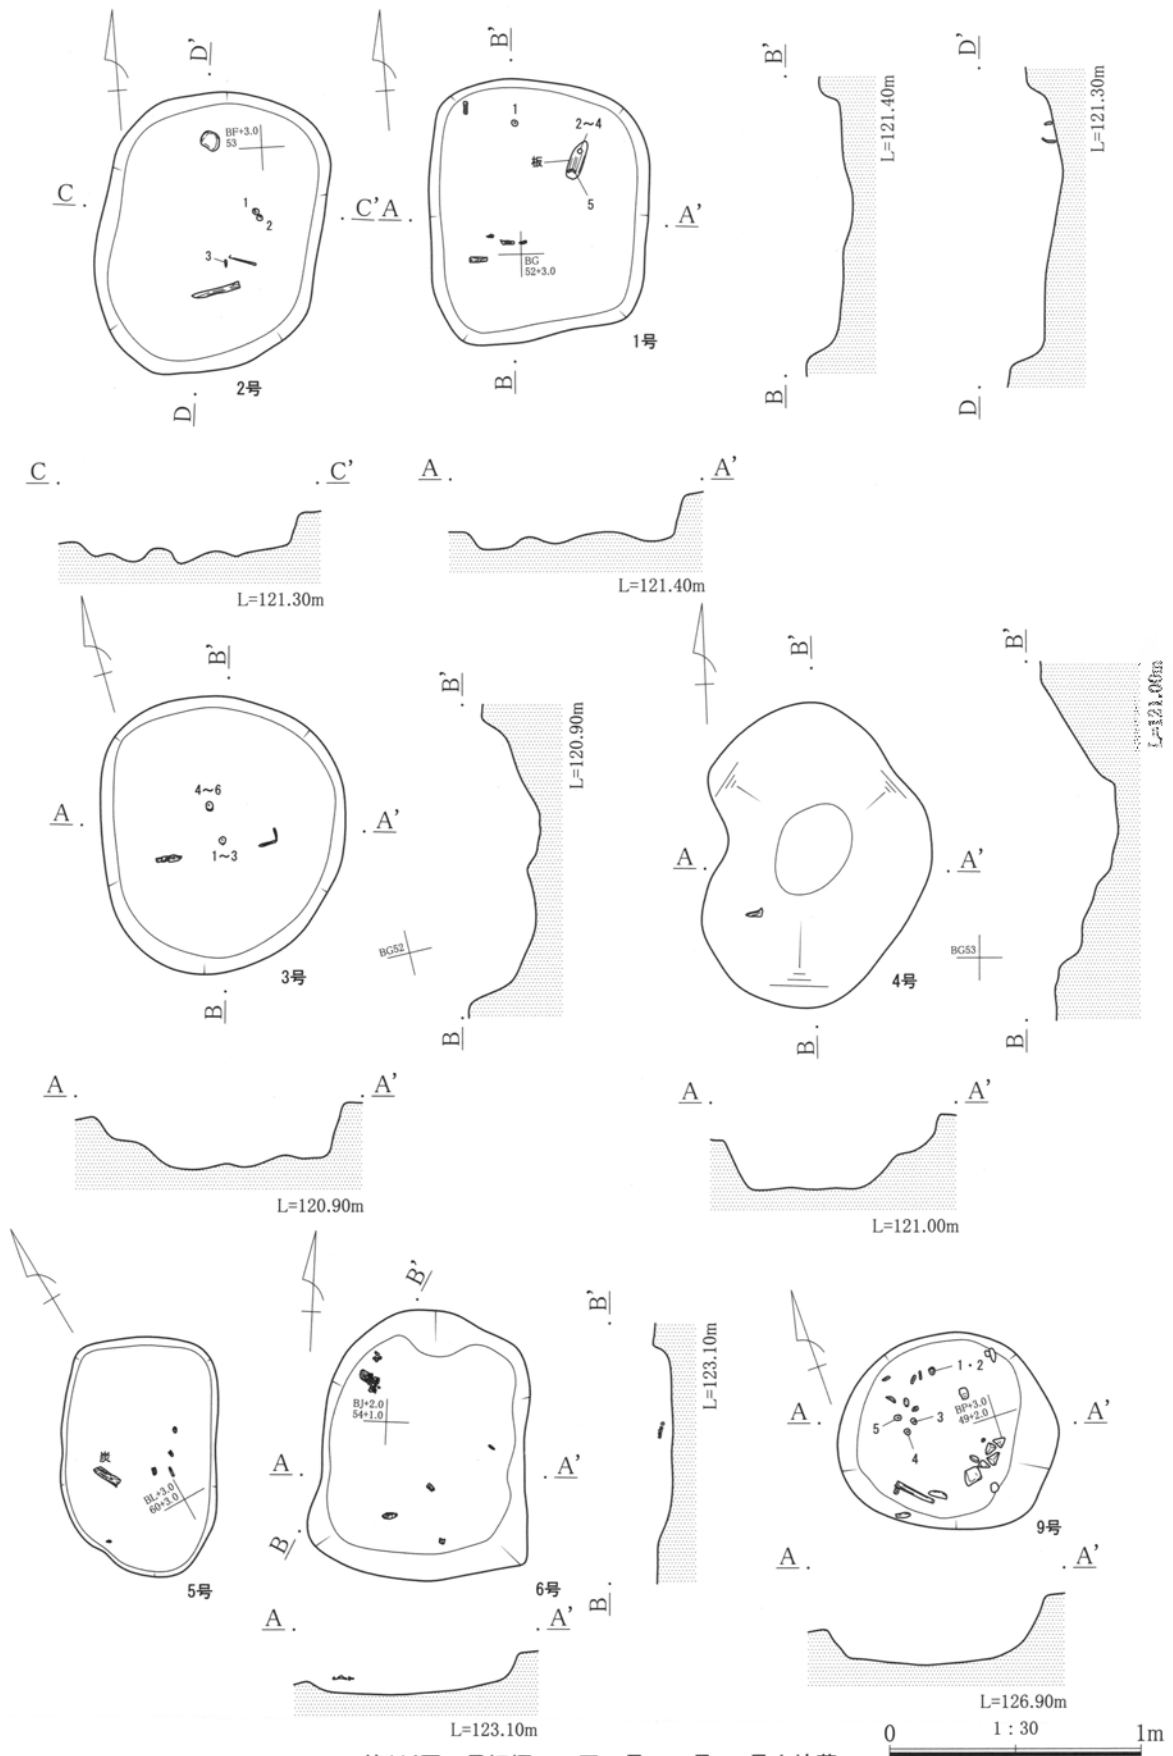 D'
B'
B'
D'
BF+3.0
53
1
2～4
板
5
L=121.40m
L=121.30m
C
C'
A
A'
1
2
3
BG
52+3.0
1号
2号
D
B
B
D
C
C'
A
A'
L=121.30m
L=121.40m
B'
B'
B'
B'
L=120.90m
L=121.00m
4～6
A
A'
1～3
A
A'
BG52
BG53
3号
4号
B
B
B
B
A
A'
A
A'
L=120.90m
L=121.00m
B'
B'
L=123.10m
1・2
BJ+2.0
54+1.0
BP+3.0
49+2.0
A
A'
5
3
4
炭
A
A'
BL+3.0
60+3.0
B
9号
5号
6号
B
A
A'
A
A'
L=123.10m
L=126.90m
0
1：30
1m